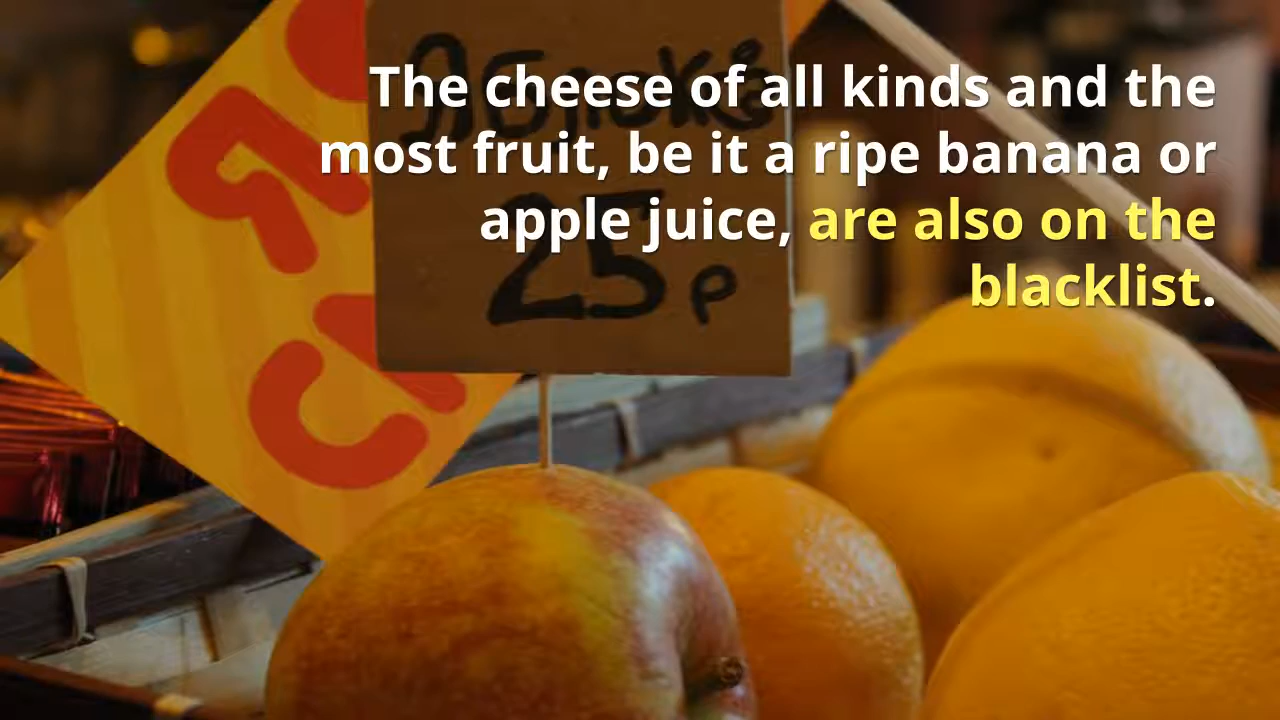 The cheese of all kinds and the
most fruit, be it a ripe banana or
apple juice, are also on the
blacklist.
25 р